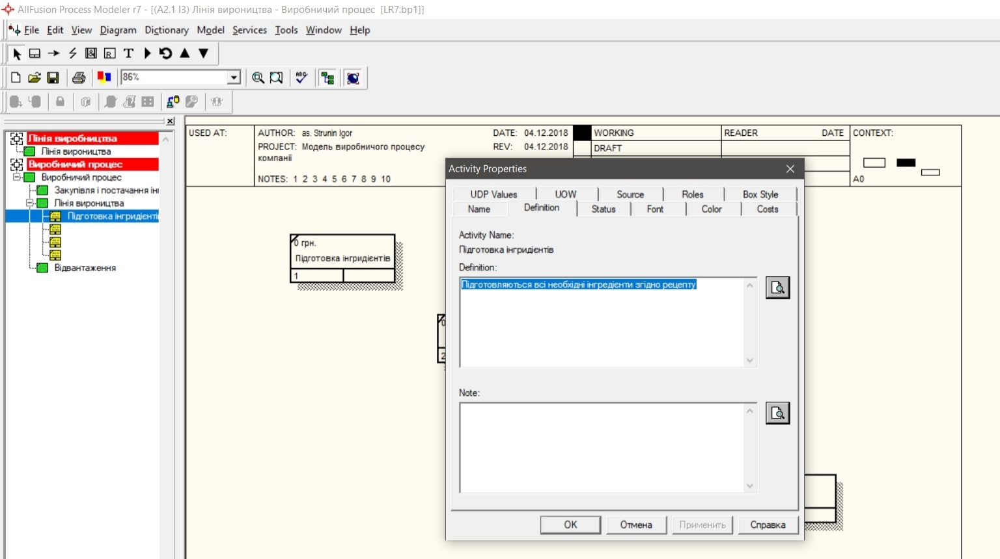 AllFusion Process Modeler r7 - [(A2.1 I3) Лінія вироництва - Виробничий процес [LR7.bp1]]
File Edit View Diagram Dictionary Model Services Tools Window Help
86%
Лінія виробництва
Лінія вироництва
Виробничий процес
Виробничий процес
Закупівля і постачання ін
Лінія вироництва
Підготовка інгридієнті
Відвантаження
USED AT:
AUTHOR: as. Strunin Igor
DATE: 04.12.2018
PROJECT: Модель виробничого процесу
компанії
REV: 04.12.2018
NOTES: 1 2 3 4 5 6 7 8 9 10
WORKING
DRAFT
READER DATE
CONTEXT:
A0
0 грн.
Підготовка інгридієнтів
1
0
2
Activity Properties
UDP Values UOW Source Roles Box Style
Name Definition Status Font Color Costs
Activity Name:
Підготовка інгридієнтів
Definition:
Підготовляються всі необхідні інгредієнти згідно рецепту
Note:
OK Отмена Применить Справка